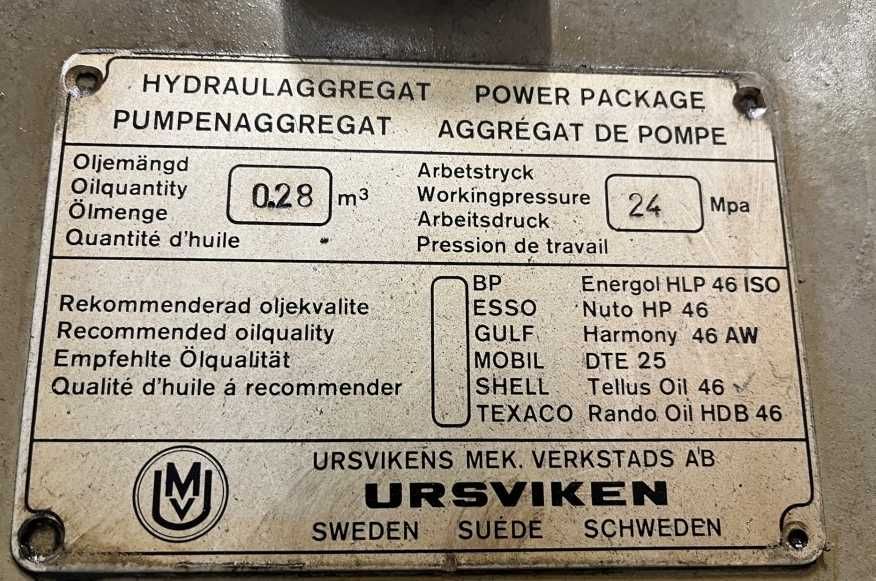 HYDRAULAGGREGAT POWER PACKAGE
PUMPENAGGREGAT AGGRÉGAT DE POMPE
Oljemängd
Oilquantity
Ölmenge
Quantité d'huile
0.28 m³
Arbetstryck
Workingpressure
Arbeitsdruck
Pression de travail
24 Mpa
Rekommenderad oljekvalite
Recommended oilquality
Empfehlte Ölqualität
Qualité d'huile á recommender
BP Energol HLP 46 ISO
ESSO Nuto HP 46
GULF Harmony 46 AW
MOBIL DTE 25
SHELL Tellus Oil 46
TEXACO Rando Oil HDB 46
UMV
URSVIKENS MEK. VERKSTADS AB
URSVIKEN
SWEDEN SUÉDE SCHWEDEN